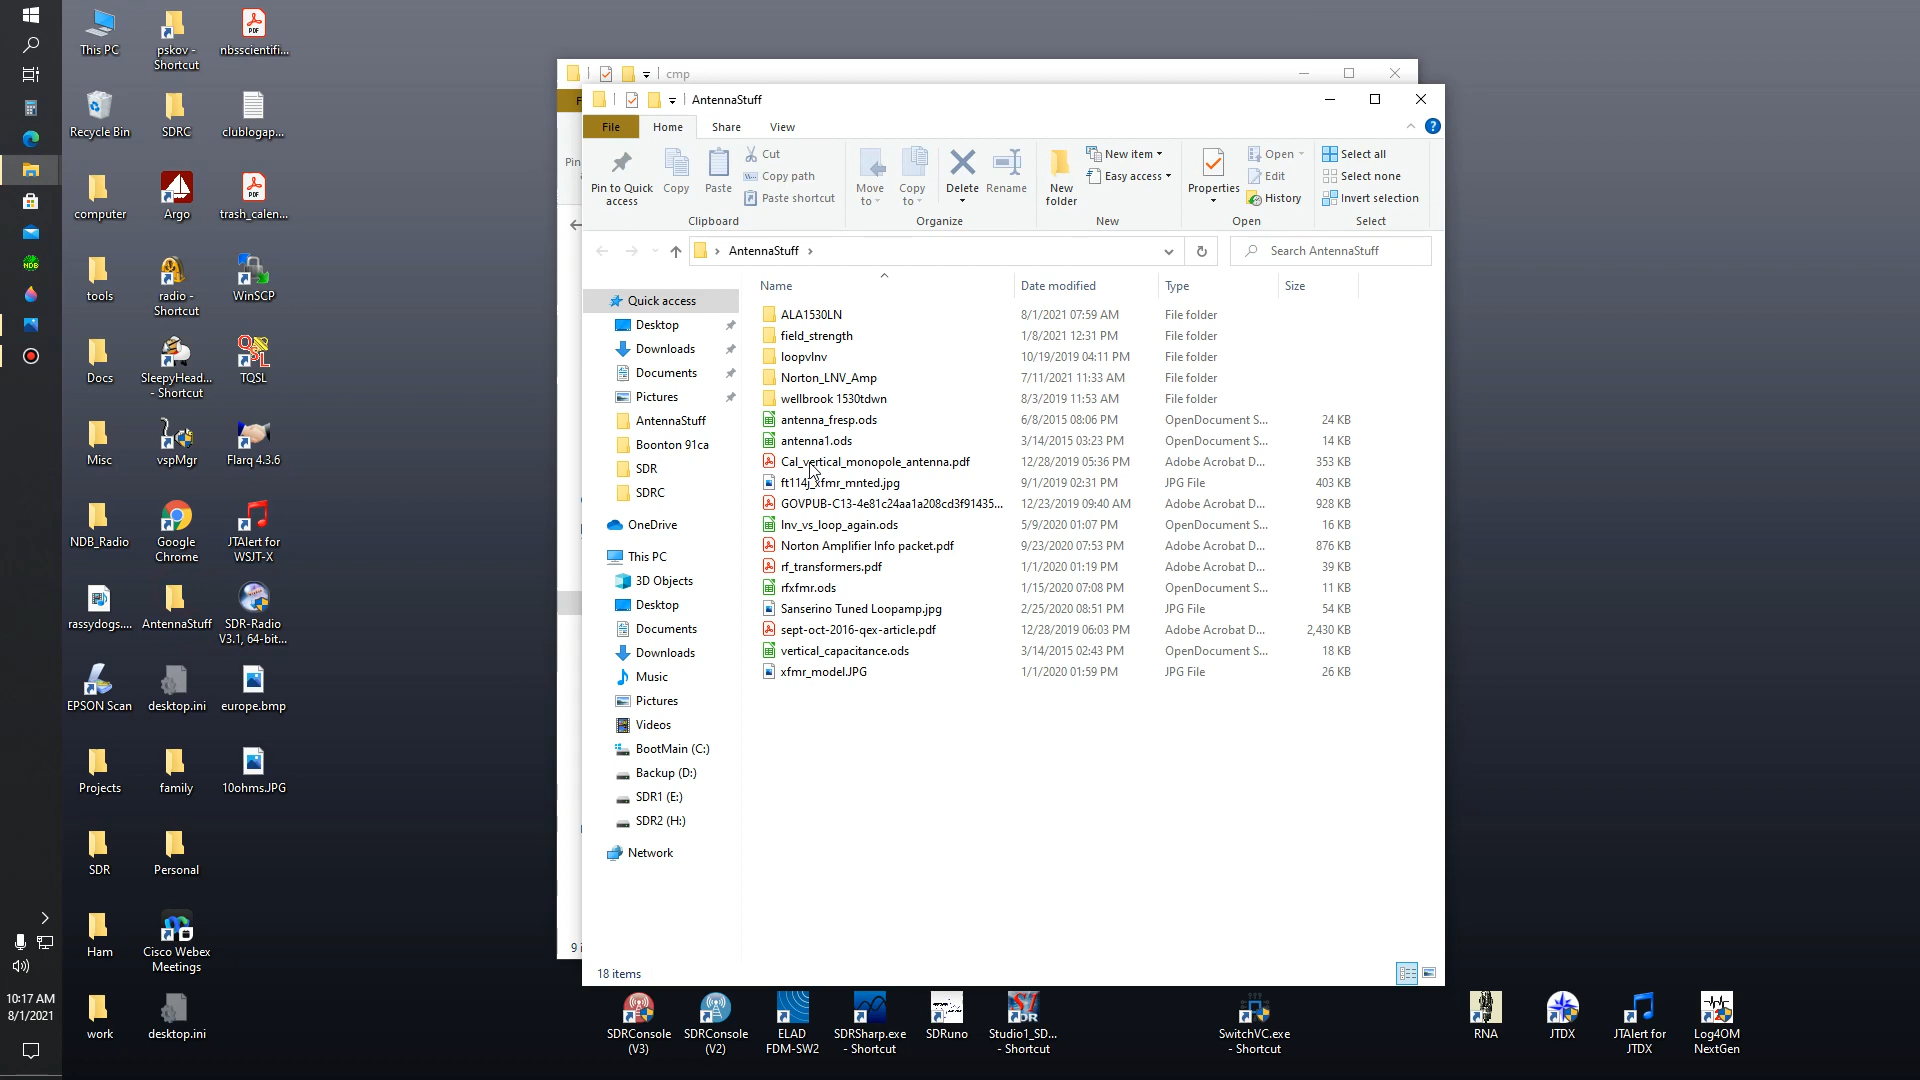 This PC
pskov -
Shortcut
nbsscientifi...
Recycle Bin
SDRC
clublogap...
computer
Argo
trash_calen...
tools
radio -
Shortcut
WinSCP
Docs
SleepyHead...
- Shortcut
TQSL
Misc
vspMgr
Flarq 4.3.6
NDB_Radio
Google
Chrome
JTAlert for
WSJT-X
rassydogs....
AntennaStuff
SDR-Radio
V3.1, 64-bit...
EPSON Scan
desktop.ini
europe.bmp
Projects
family
10ohms.JPG
SDR
Personal
Ham
Cisco Webex
Meetings
work
desktop.ini
10:17 AM
8/1/2021
cmp
AntennaStuff
File
Home
Share
View
Pin to Quick
access
Copy
Paste
Cut
Copy path
Paste shortcut
Clipboard
Move
to
Copy
to
Delete
Rename
Organize
New
folder
New item
Easy access
New
Properties
Open
Edit
History
Open
Select all
Select none
Invert selection
Select
AntennaStuff
Search AntennaStuff
Quick access
Desktop
Downloads
Documents
Pictures
AntennaStuff
Boonton 91ca
SDR
SDRC
OneDrive
This PC
3D Objects
Desktop
Documents
Downloads
Music
Pictures
Videos
BootMain (C:)
Backup (D:)
SDR1 (E:)
SDR2 (H:)
Network
Name Date modified Type Size
ALA1530LN 8/1/2021 07:59 AM File folder
field_strength 1/8/2021 12:31 PM File folder
loopvlnv 10/19/2019 04:11 PM File folder
Norton_LNV_Amp 7/11/2021 11:33 AM File folder
wellbrook 1530tdwn 8/3/2019 11:53 AM File folder
antenna_fresp.ods 6/8/2015 08:06 PM OpenDocument S... 24 KB
antenna1.ods 3/14/2015 03:23 PM OpenDocument S... 14 KB
Cal_vertical_monopole_antenna.pdf 12/28/2019 05:36 PM Adobe Acrobat D... 353 KB
ft114j_xfmr_mnted.jpg 9/1/2019 02:31 PM JPG File 403 KB
GOVPUB-C13-4e81c24aa1a208cd3f91435... 12/23/2019 09:40 AM Adobe Acrobat D... 928 KB
lnv_vs_loop_again.ods 5/9/2020 01:07 PM OpenDocument S... 16 KB
Norton Amplifier Info packet.pdf 9/23/2020 07:53 PM Adobe Acrobat D... 876 KB
rf_transformers.pdf 1/1/2020 01:19 PM Adobe Acrobat D... 39 KB
rfxfmr.ods 1/15/2020 07:08 PM OpenDocument S... 11 KB
Sanserino Tuned Loopamp.jpg 2/25/2020 08:51 PM JPG File 54 KB
sept-oct-2016-qex-article.pdf 12/28/2019 06:03 PM Adobe Acrobat D... 2,430 KB
vertical_capacitance.ods 3/14/2015 02:43 PM OpenDocument S... 18 KB
xfmr_model.JPG 1/1/2020 01:59 PM JPG File 26 KB
18 items
SDRConsole
(V3)
SDRConsole
(V2)
ELAD
FDM-SW2
SDRSharp.exe
- Shortcut
SDRuno
Studio1_SD...
- Shortcut
SwitchVC.exe
- Shortcut
RNA
JTDX
JTAlert for
JTDX
Log4OM
NextGen